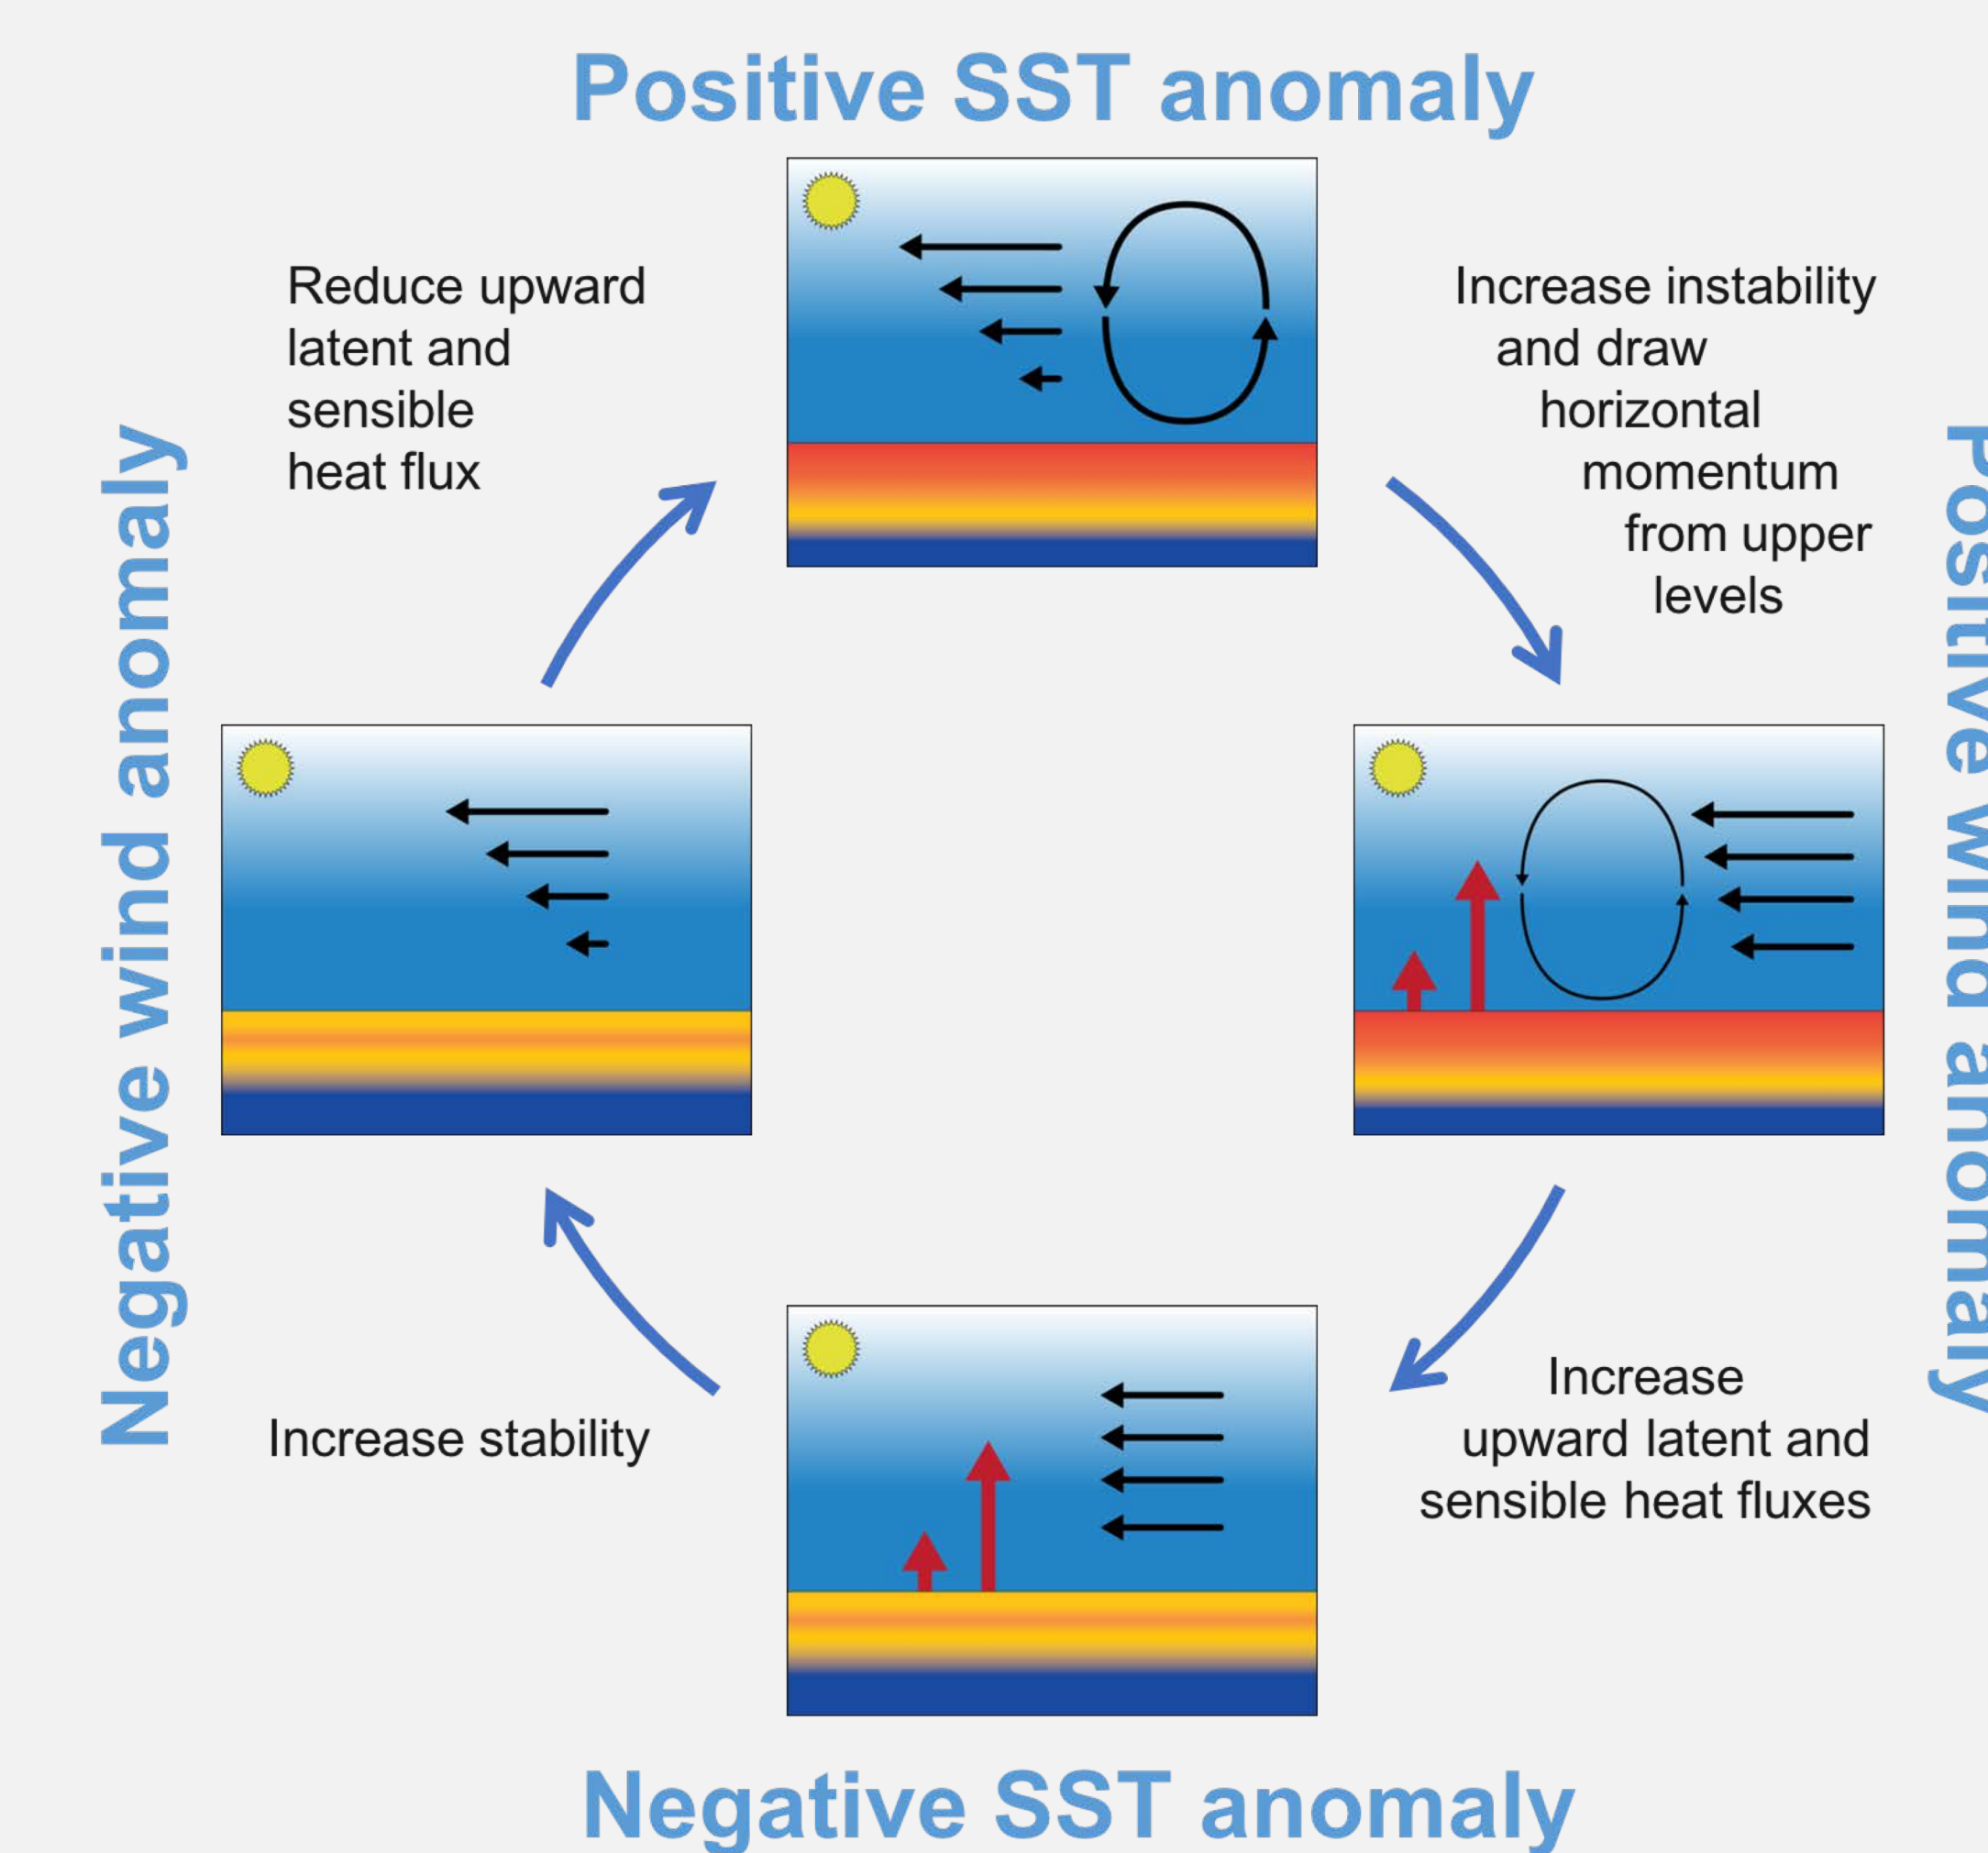 Positive SST anomaly
Reduce upward
latent and
sensible
heat flux
Increase instability
and draw
horizontal
momentum
from upper
levels
Negative wind anomaly
Positive wind anomaly
Increase stability
Increase
upward latent and
sensible heat fluxes
Negative SST anomaly